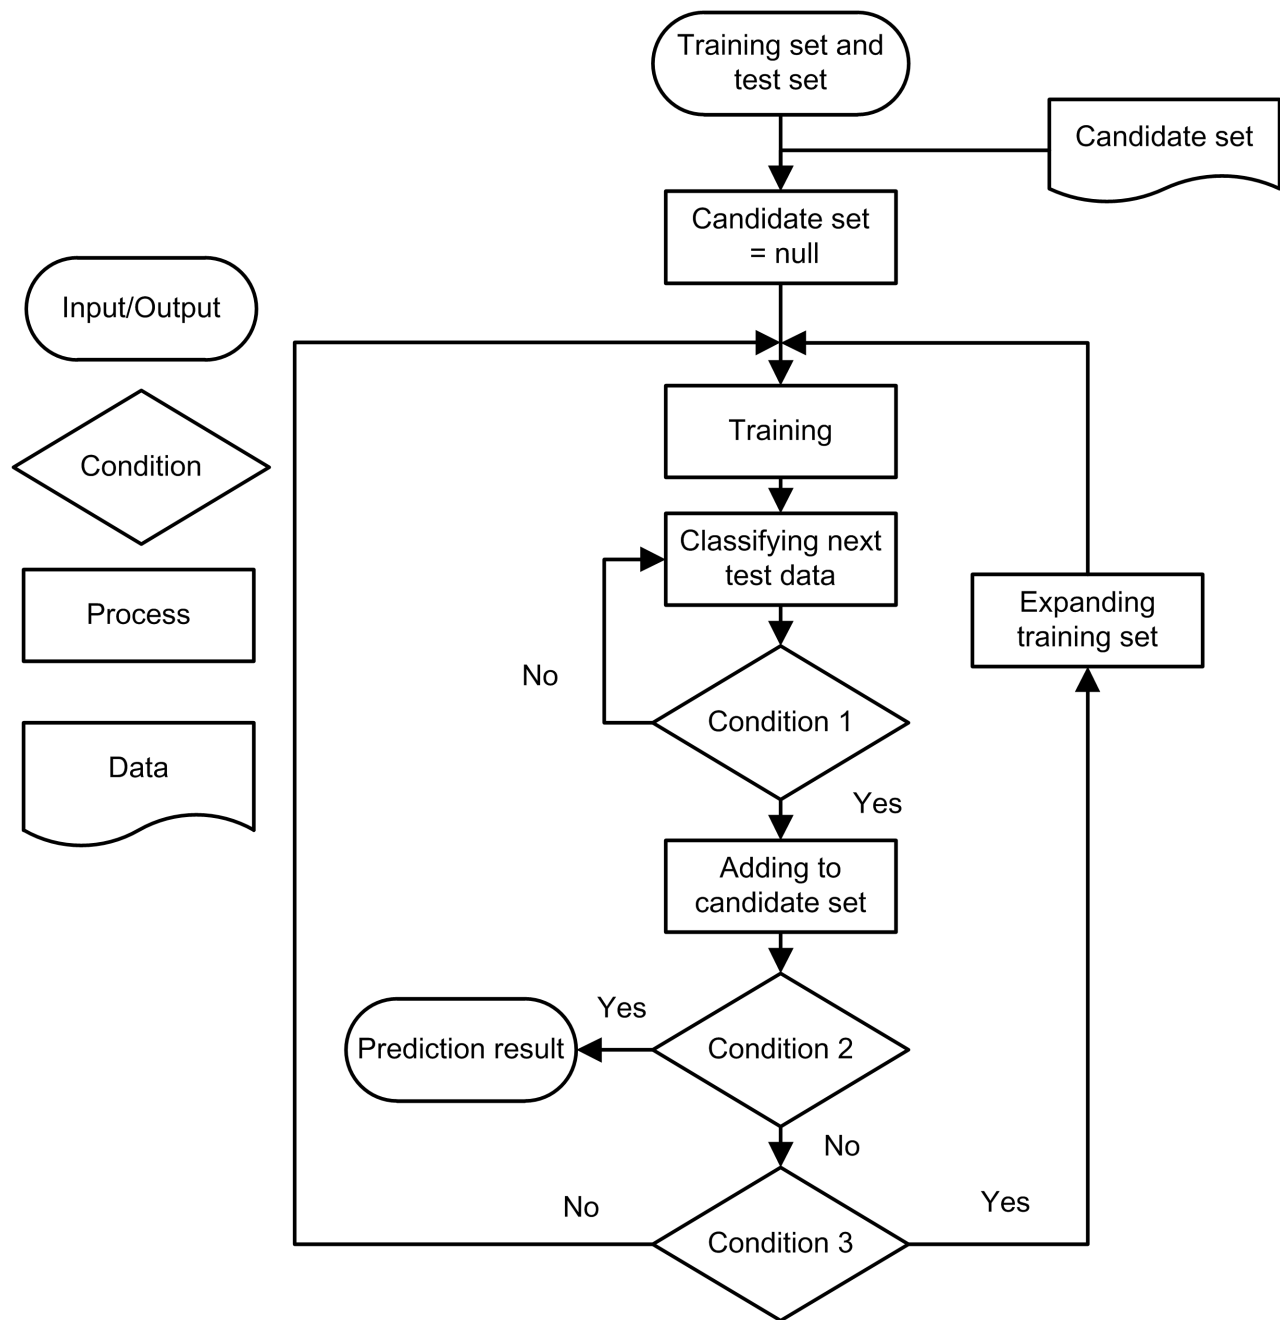 Training set and
test set
Candidate set
Candidate set
= null
Input/Output
Condition
Process
Data
Training
Classifying next
test data
Expanding
training set
No
Condition 1
Yes
Adding to
candidate set
Yes
Prediction result
Condition 2
No
No
Yes
Condition 3